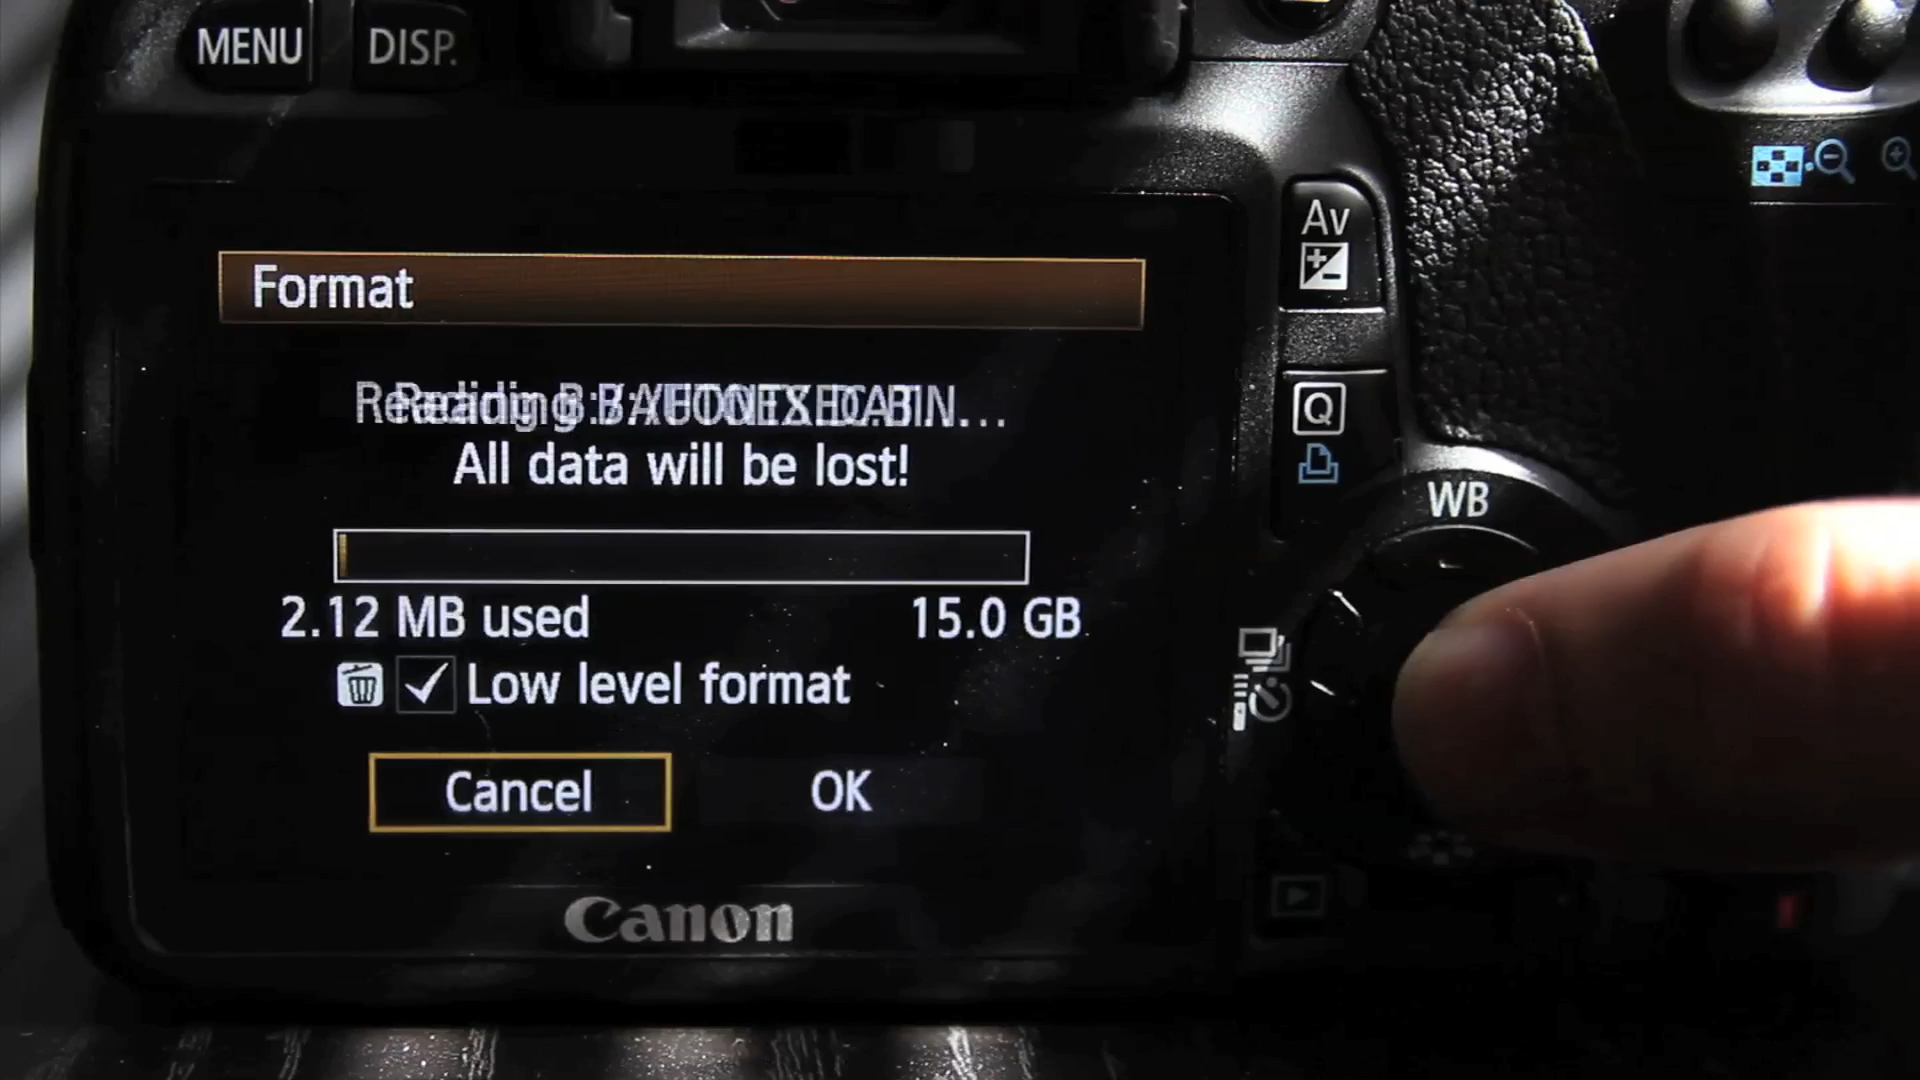 MENU DISP.
Av
Format
Q
All data will be lost!
WB
2.12 MB used 15.0 GB
Low level format
Cancel OK
Canon